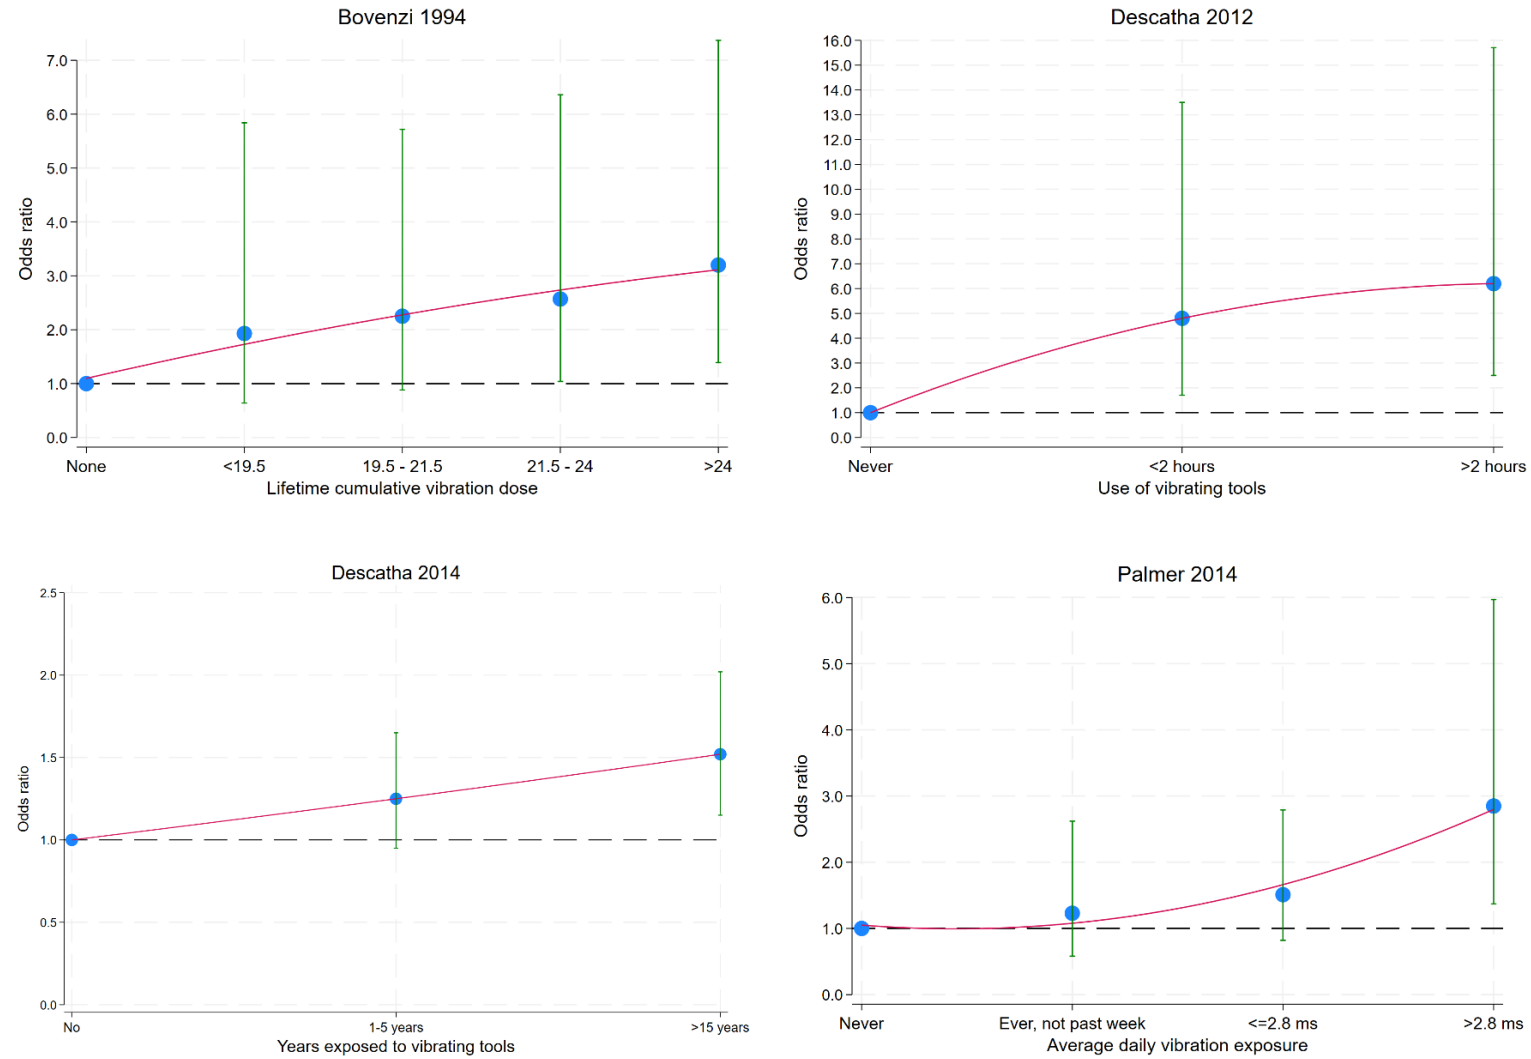 Bovenzi 1994
7.0
6.0
5.0
4.0
3.0
2.0
1.0
0.0
Odds ratio
None <19.5 19.5 - 21.5 21.5 - 24 >24
Lifetime cumulative vibration dose
Descatha 2012
16.0
15.0
14.0
13.0
12.0
11.0
10.0
9.0
8.0
7.0
6.0
5.0
4.0
3.0
2.0
1.0
0.0
Odds ratio
Never <2 hours >2 hours
Use of vibrating tools
Descatha 2014
2.5
2.0
1.5
1.0
0.5
0.0
Odds ratio
No 1-5 years >15 years
Years exposed to vibrating tools
Palmer 2014
6.0
5.0
4.0
3.0
2.0
1.0
0.0
Odds ratio
Never Ever, not past week <=2.8 ms >2.8 ms
Average daily vibration exposure